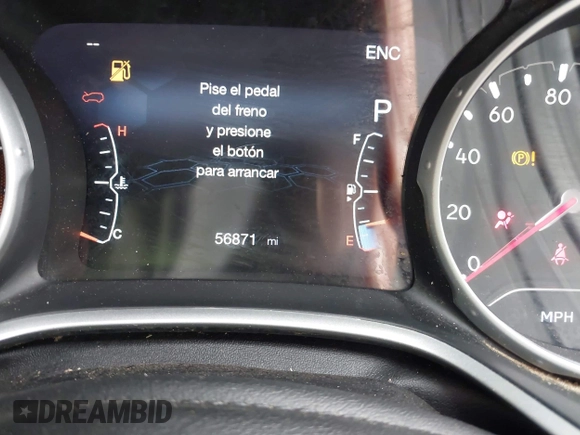 --
ENC
Pise el pedal
del freno
y presione
el botón
para arrancar
P
H
C
F
E
56871 mi
0
20
40
60
80
MPH
DREAMBID